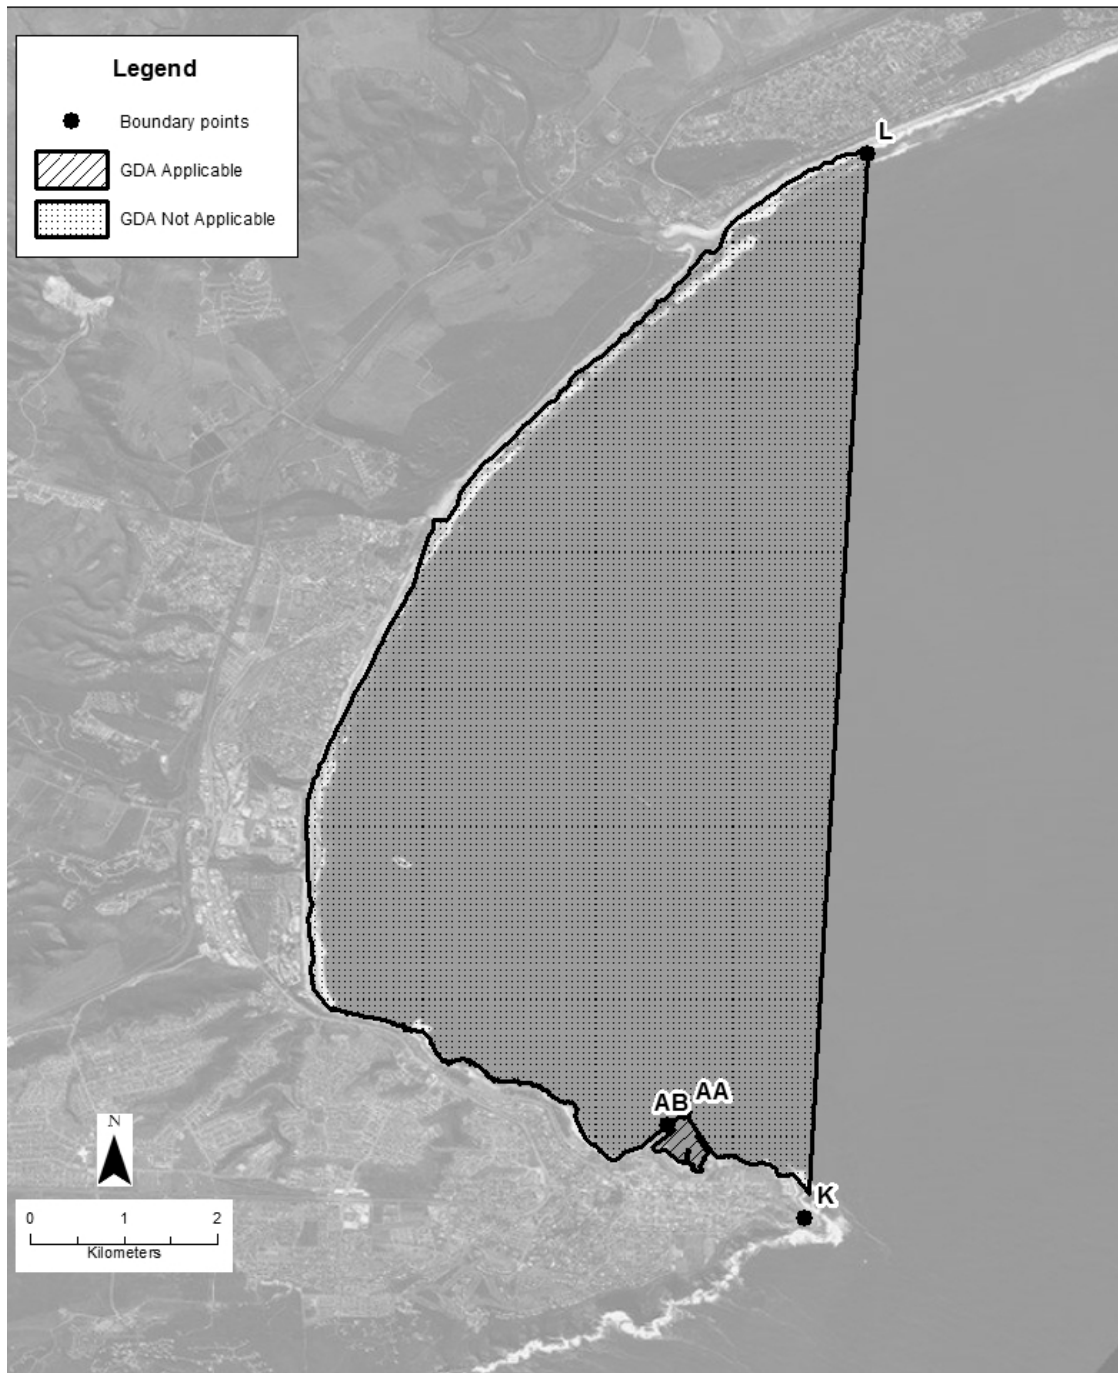 Legend
Boundary points
GDA Applicable
GDA Not Applicable
L
AA
AB
K
N
0 1 2
Kilometers